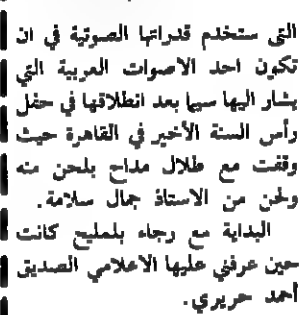 التي ستخدم قدراتها الصوتية في ان
تكون احد الاصوات العربية التي
يشار اليها سيما بعد انطلاقها في حفل
رأس السنة الأخير في القاهرة حيث
وقفت مع طلال مداح بلحن منه
ولحن من الاستاذ جمال سلامة.
البداية مع رجاء بلمليح كانت
حين عرفني عليها الاعلامي الصديق
احمد حريري.